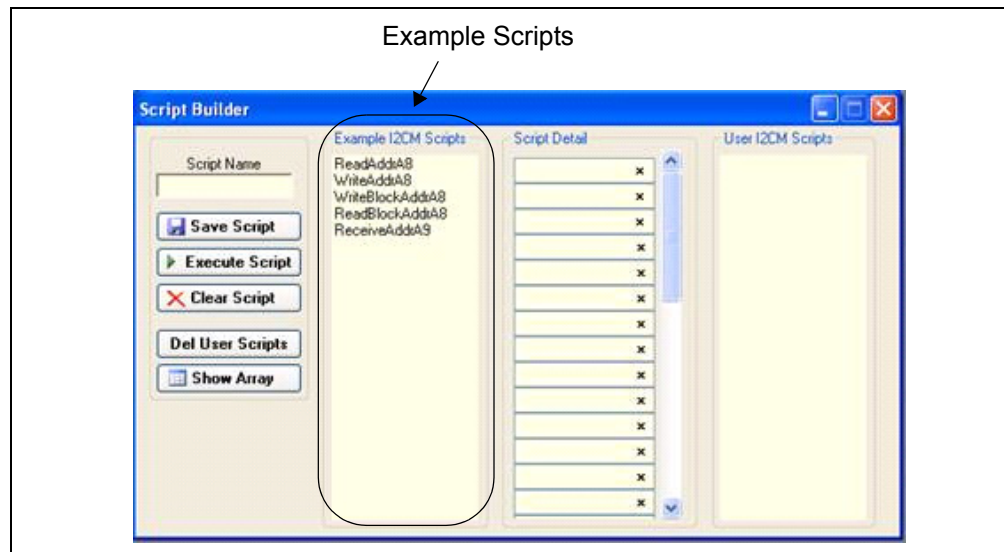 Example Scripts
Script Builder
Script Name
Save Script
Execute Script
Clear Script
Del User Scripts
Show Array
Example I2CM Scripts
ReadAddrA8
WriteAddrA8
WriteBlockAddrA8
ReadBlockAddrA8
ReceiveAddrA9
Script Detail
User I2CM Scripts